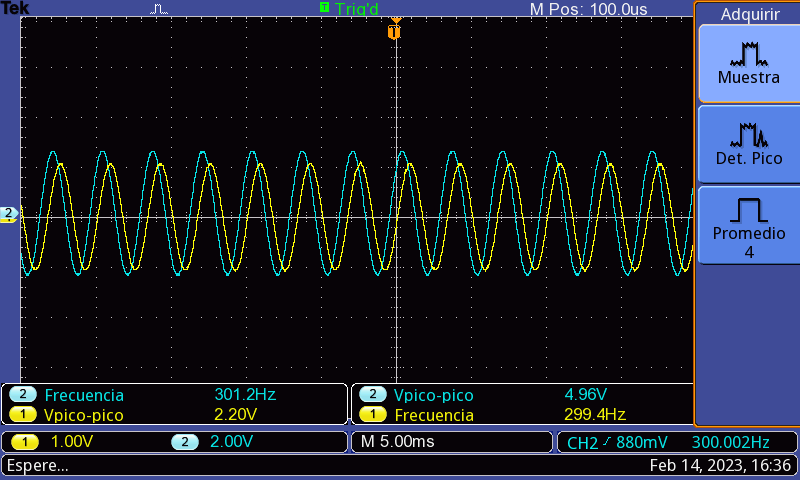 Tek
T Trig'd
M Pos: 100.0us
Adquirir
T
Muestra
Det. Pico
Promedio
4
2
2 Frecuencia 301.2Hz
1 Vpico-pico 2.20V
2 Vpico-pico 4.96V
1 Frecuencia 299.4Hz
1 1.00V 2 2.00V
M 5.00ms
CH2 880mV 300.002Hz
Espere...
Feb 14, 2023, 16:36